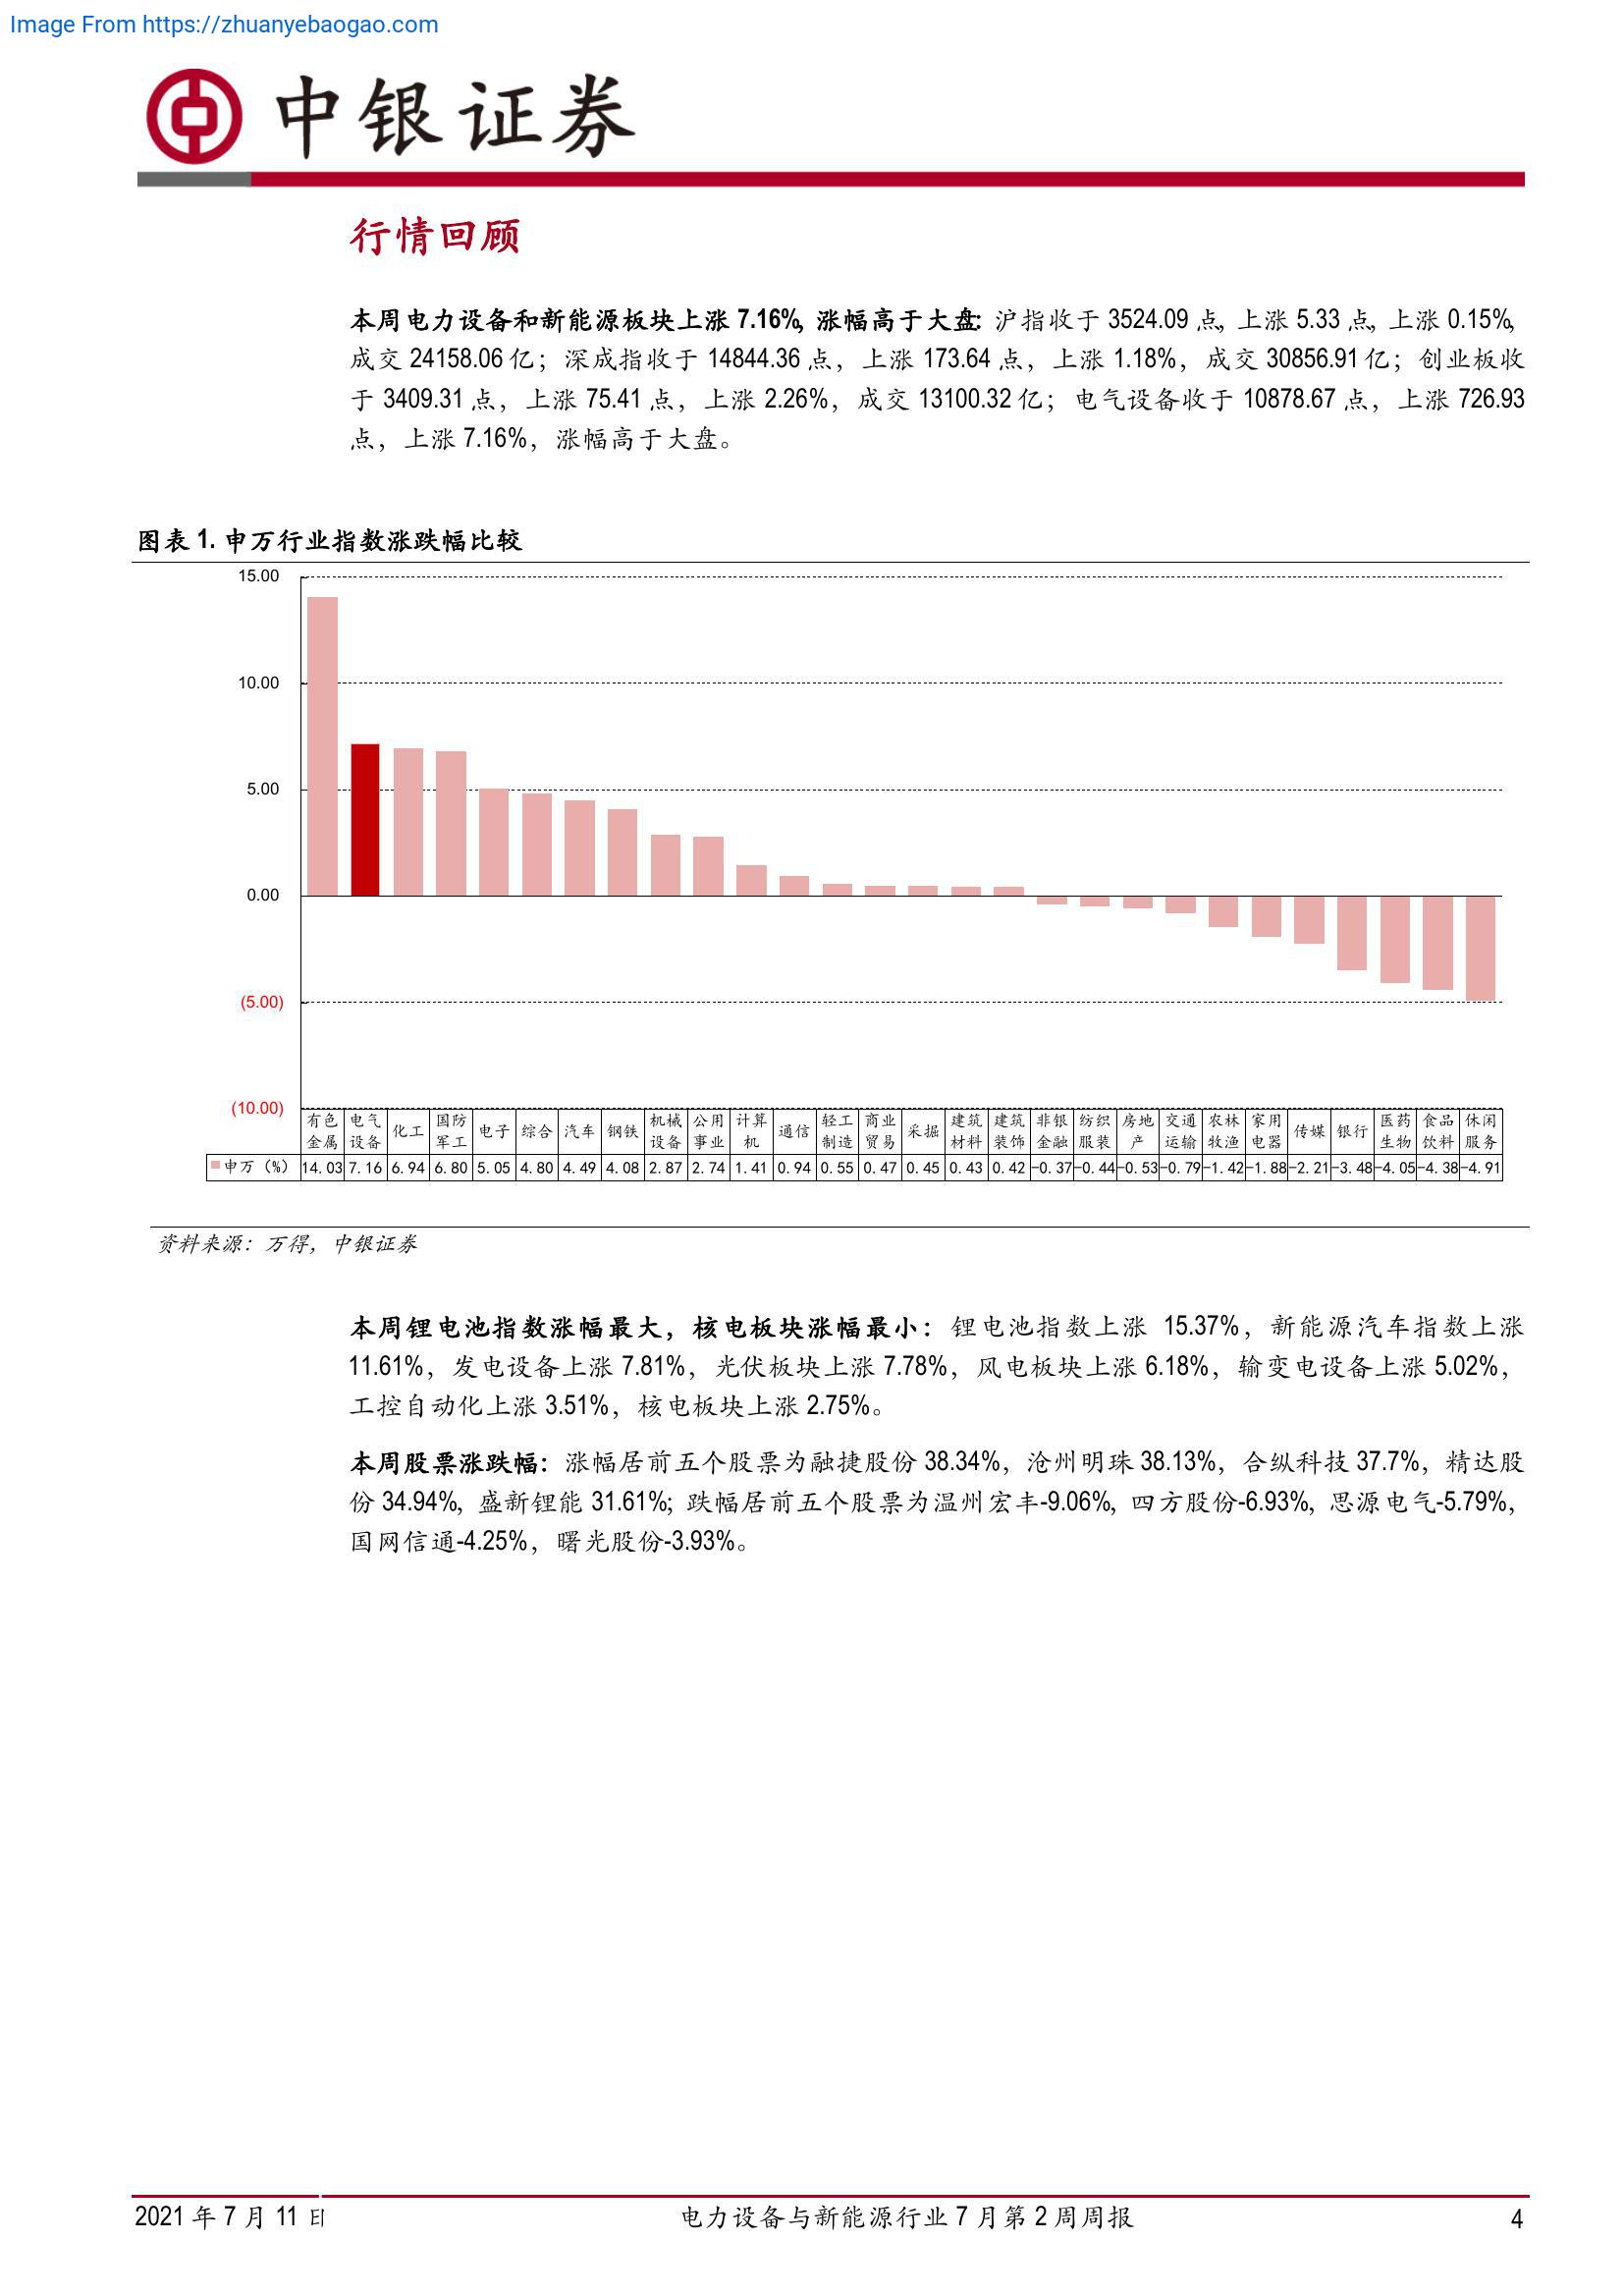 Image From https://zhuanyebaogao.com
中银证券
行情回顾
本周电力设备和新能源板块上涨 7.16%, 涨幅高于大盘: 沪指收于 3524.09 点, 上涨 5.33 点, 上涨 0.15%,
成交 24158.06 亿；深成指收于 14844.36 点，上涨 173.64 点，上涨 1.18%，成交 30856.91 亿；创业板收
于 3409.31 点，上涨 75.41 点，上涨 2.26%，成交 13100.32 亿；电气设备收于 10878.67 点，上涨 726.93
点，上涨 7.16%，涨幅高于大盘。
图表 1. 申万行业指数涨跌幅比较
15.00
10.00
5.00
0.00
(5.00)
(10.00)
有色金属 电气设备 化工 国防军工 电子 综合 汽车 钢铁 机械设备 公用事业 计算机 通信 轻工制造 商业贸易 采掘 建筑材料 建筑装饰 非银金融 纺织服装 房地产 交通运输 农林牧渔 家用电器 传媒 银行 医药生物 食品饮料 休闲服务
申万（%） 14.03 7.16 6.94 6.80 5.05 4.80 4.49 4.08 2.87 2.74 1.41 0.94 0.55 0.47 0.45 0.43 0.42 -0.37 -0.44 -0.53 -0.79 -1.42 -1.88 -2.21 -3.48 -4.05 -4.38 -4.91
资料来源：万得，中银证券
本周锂电池指数涨幅最大，核电板块涨幅最小：锂电池指数上涨 15.37%，新能源汽车指数上涨
11.61%，发电设备上涨 7.81%，光伏板块上涨 7.78%，风电板块上涨 6.18%，输变电设备上涨 5.02%，
工控自动化上涨 3.51%，核电板块上涨 2.75%。
本周股票涨跌幅：涨幅居前五个股票为融捷股份 38.34%，沧州明珠 38.13%，合纵科技 37.7%，精达股
份 34.94%, 盛新锂能 31.61%; 跌幅居前五个股票为温州宏丰-9.06%, 四方股份-6.93%, 思源电气-5.79%,
国网信通-4.25%，曙光股份-3.93%。
2021 年 7 月 11 日
电力设备与新能源行业 7 月第 2 周周报
4